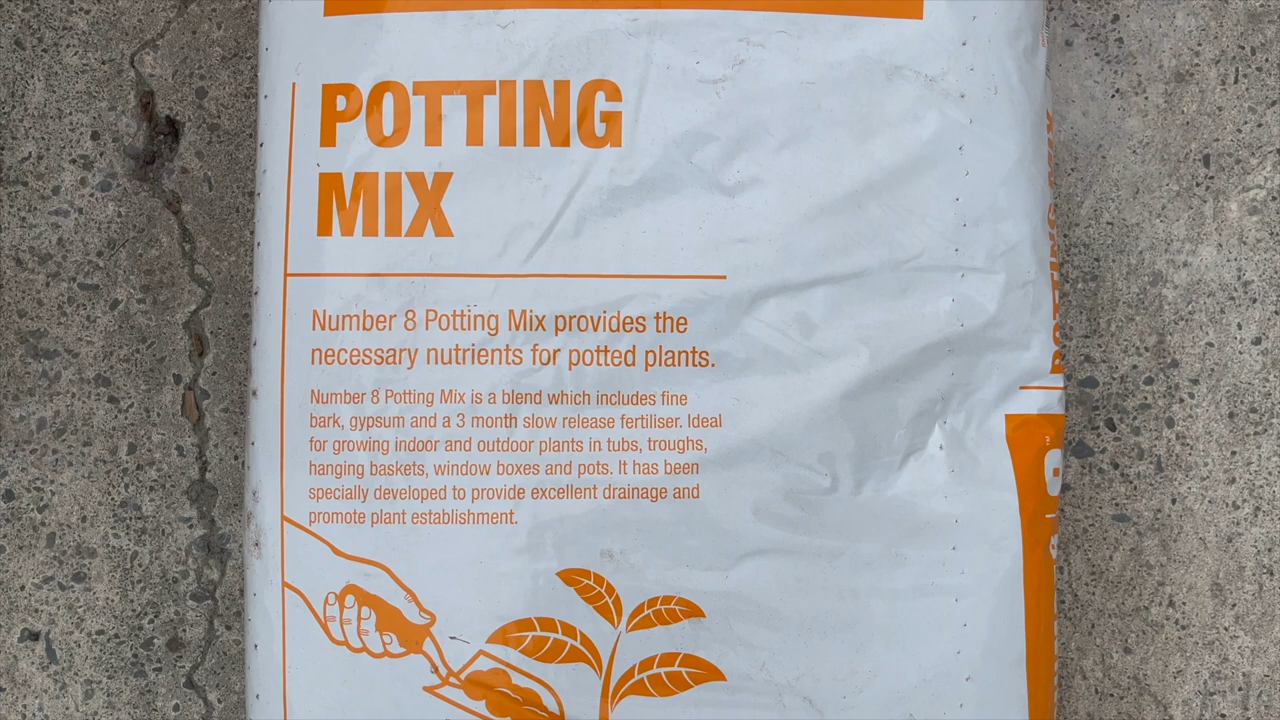 POTTING
MIX
Number 8 Potting Mix provides the
necessary nutrients for potted plants.
Number 8 Potting Mix is a blend which includes fine
bark, gypsum and a 3 month slow release fertiliser. Ideal
for growing indoor and outdoor plants in tubs, troughs,
hanging baskets, window boxes and pots. It has been
specially developed to provide excellent drainage and
promote plant establishment.
POTTING MIX
8™